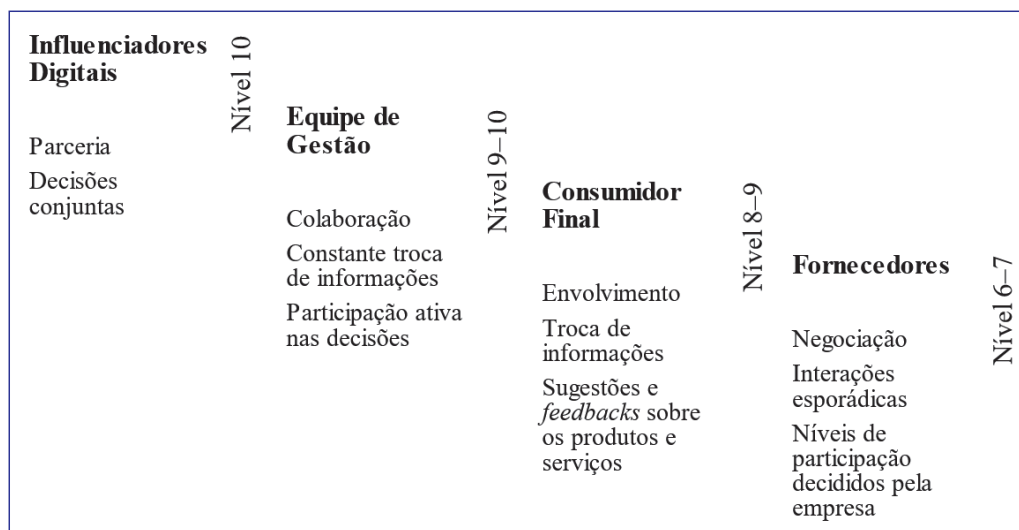 Influenciadores
Digitais
Nível 10
Parceria
Decisões
conjuntas
Equipe de
Gestão
Nível 9–10
Colaboração
Constante troca
de informações
Participação ativa
nas decisões
Consumidor
Final
Nível 8–9
Envolvimento
Troca de
informações
Sugestões e
feedbacks sobre
os produtos e
serviços
Fornecedores
Nível 6–7
Negociação
Interações
esporádicas
Níveis de
participação
decididos pela
empresa